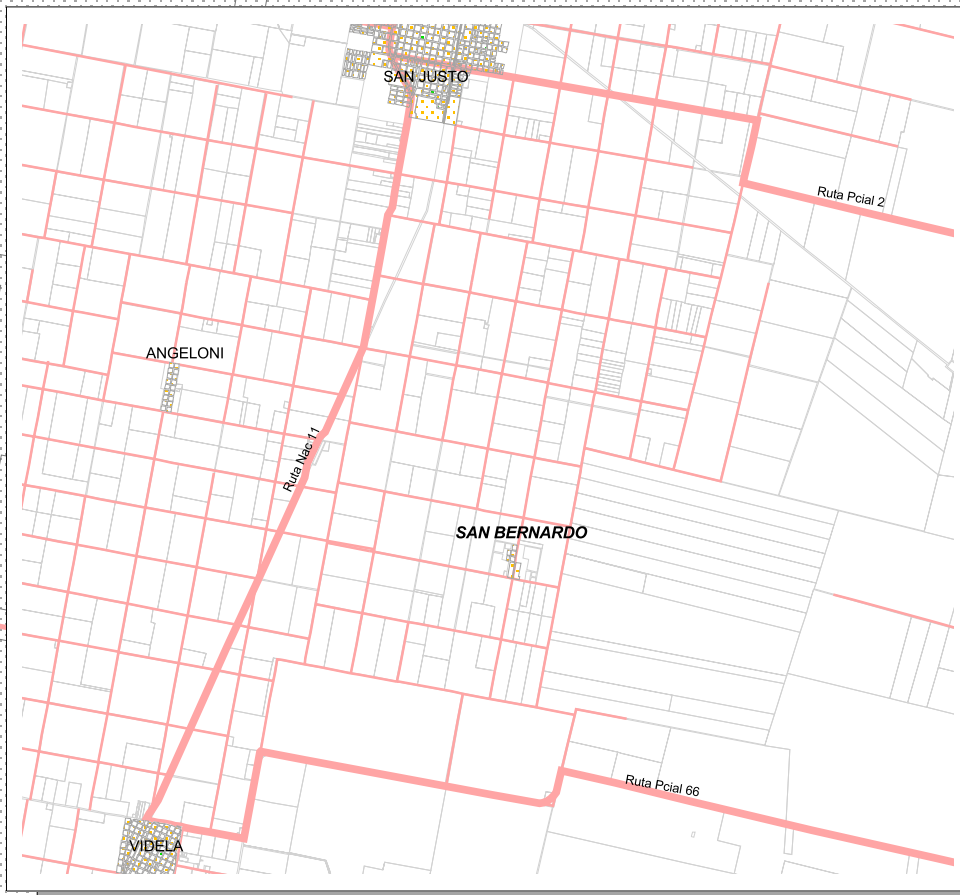 SAN JUSTO
Ruta Pcial 2
ANGELONI
Ruta Nac 11
SAN BERNARDO
Ruta Pcial 66
VIDELA